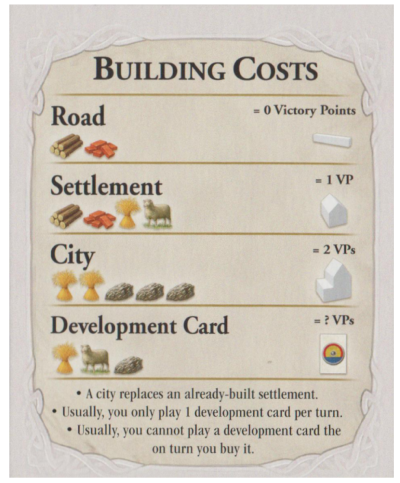 BUILDING COSTS
Road
= 0 Victory Points
Settlement
= 1 VP
City
= 2 VPs
Development Card
= ? VPs
• A city replaces an already-built settlement.
• Usually, you only play 1 development card per turn.
• Usually, you cannot play a development card the
on turn you buy it.